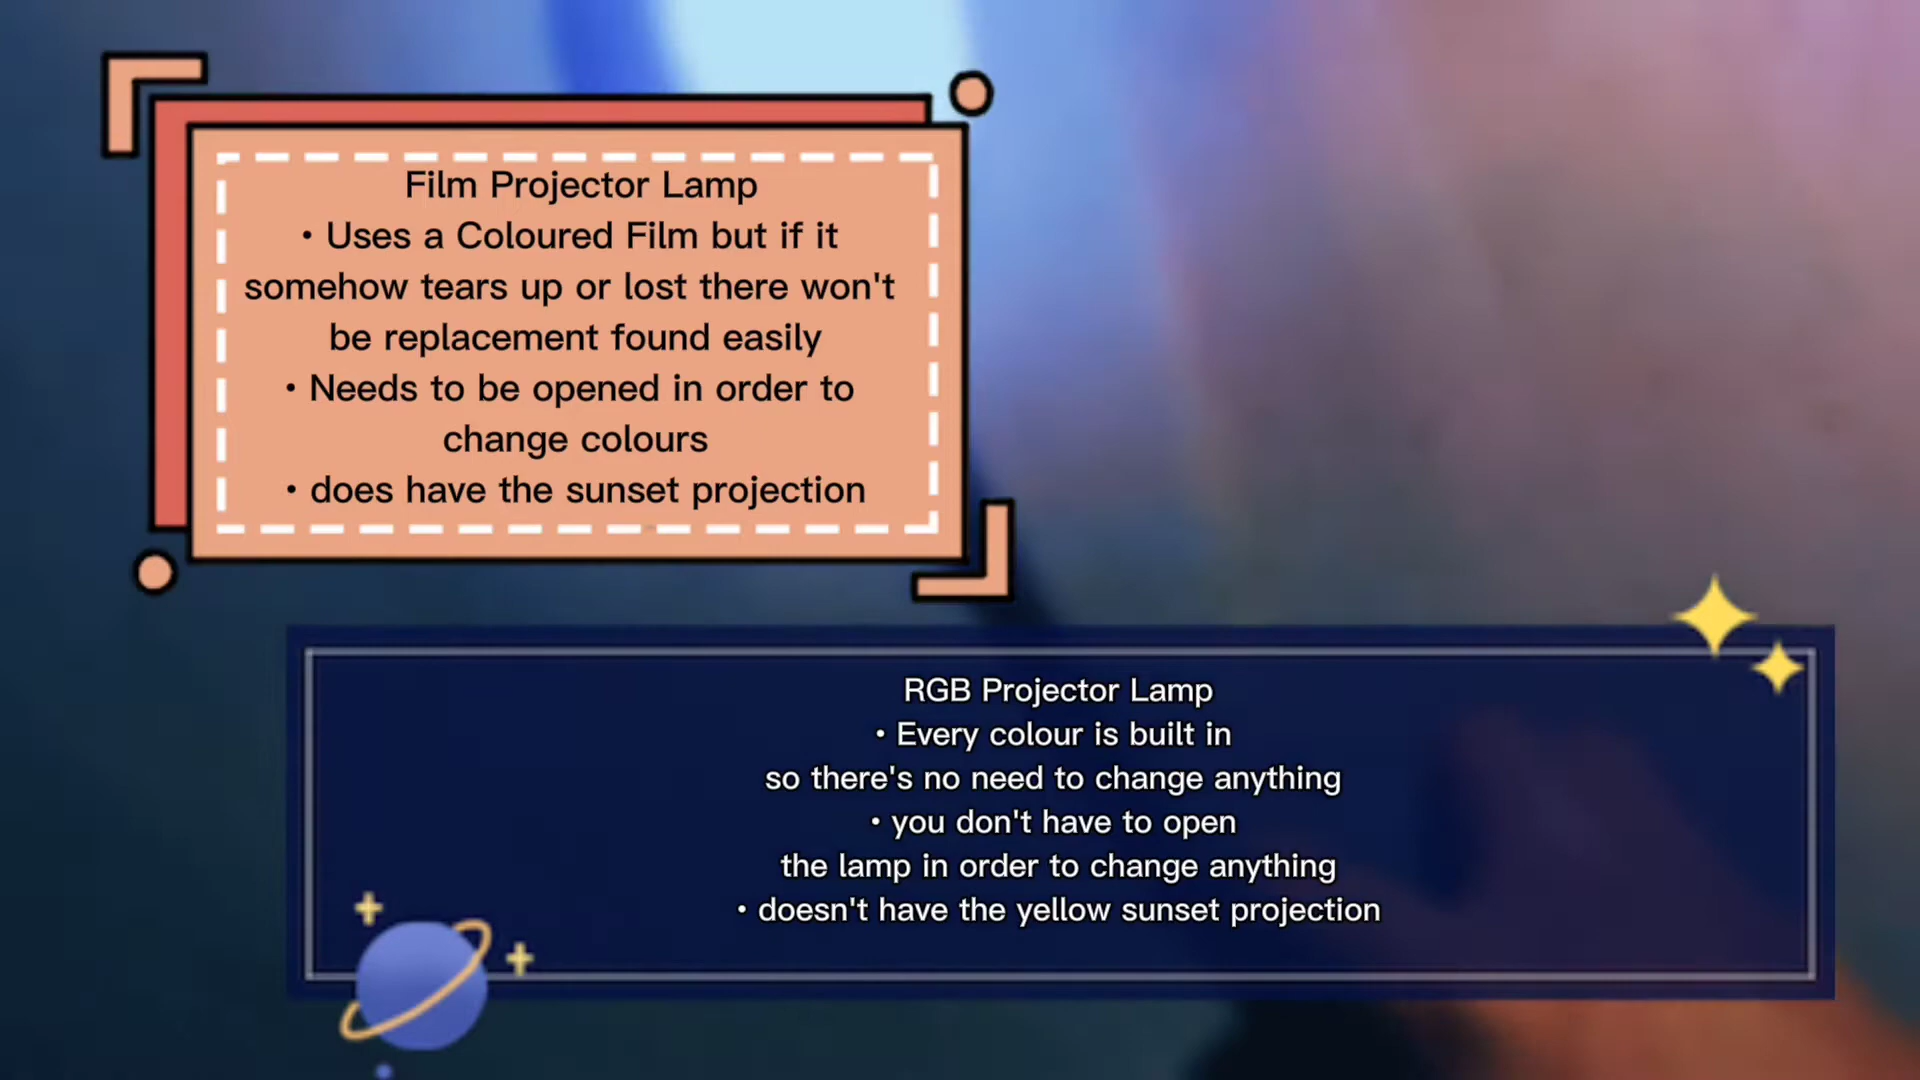 Film Projector Lamp
• Uses a Coloured Film but if it
somehow tears up or lost there won't
be replacement found easily
• Needs to be opened in order to
change colours
• does have the sunset projection
RGB Projector Lamp
• Every colour is built in
so there's no need to change anything
• you don't have to open
the lamp in order to change anything
• doesn't have the yellow sunset projection